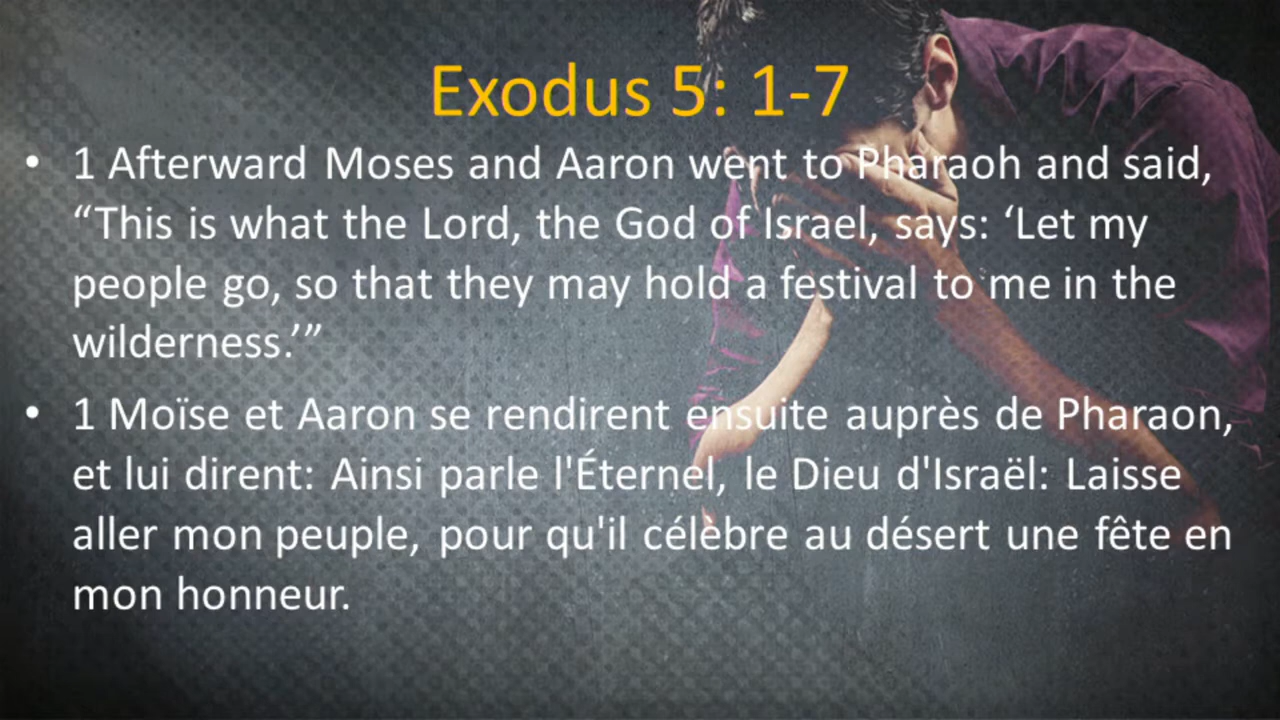 Exodus 5: 1-7
• 1 Afterward Moses and Aaron went to Pharaoh and said,
“This is what the Lord, the God of Israel, says: ‘Let my
people go, so that they may hold a festival to me in the
wilderness.’”
• 1 Moïse et Aaron se rendirent ensuite auprès de Pharaon,
et lui dirent: Ainsi parle l'Éternel, le Dieu d'Israël: Laisse
aller mon peuple, pour qu'il célèbre au désert une fête en
mon honneur.